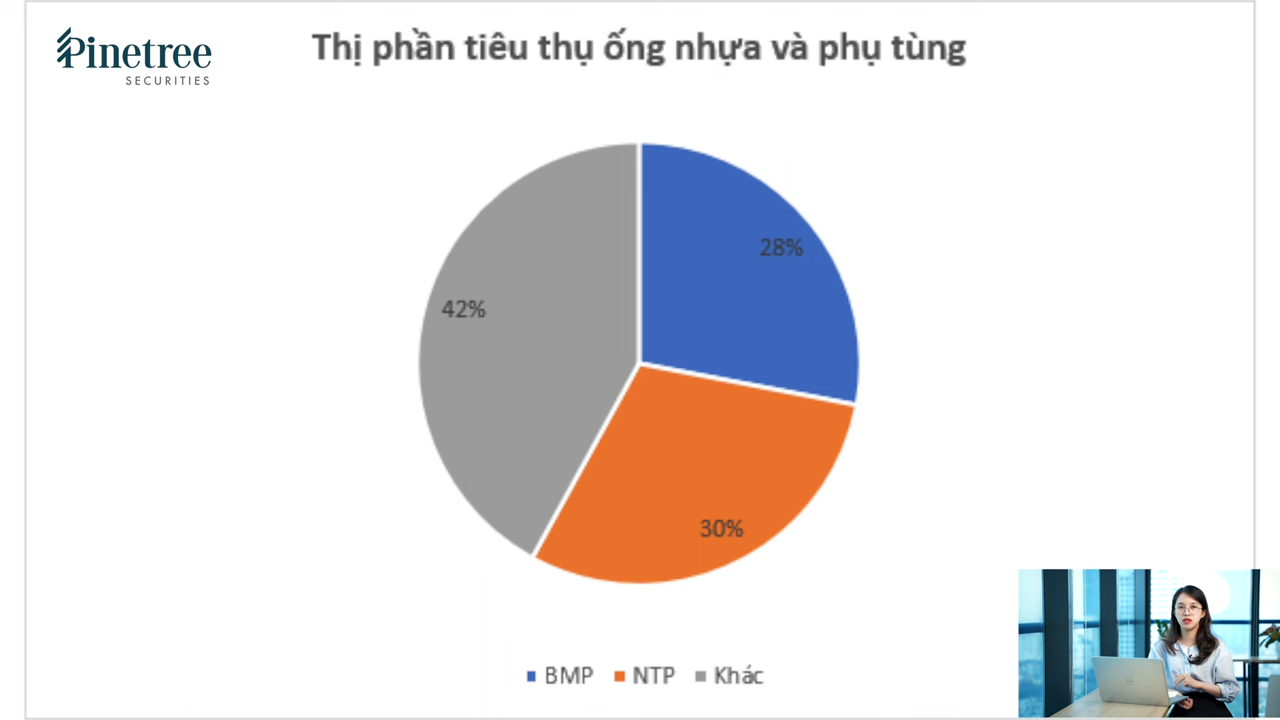 Pinetree
SECURITIES
Thị phần tiêu thụ ống nhựa và phụ tùng
28%
42%
30%
BMP NTP Khác